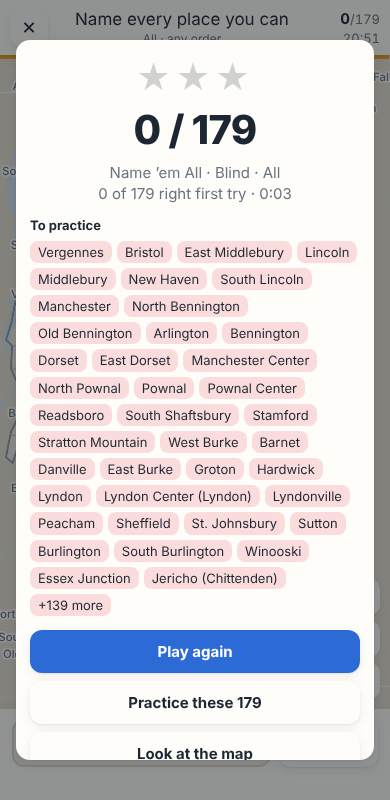 Name every place you can
0/179
All · any order
20:51
0 / 179
Name ’em All · Blind · All
0 of 179 right first try · 0:03
To practice
Vergennes Bristol East Middlebury Lincoln
Middlebury New Haven South Lincoln
Manchester North Bennington
Old Bennington Arlington Bennington
Dorset East Dorset Manchester Center
North Pownal Pownal Pownal Center
Readsboro South Shaftsbury Stamford
Stratton Mountain West Burke Barnet
Danville East Burke Groton Hardwick
Lyndon Lyndon Center (Lyndon) Lyndonville
Peacham Sheffield St. Johnsbury Sutton
Burlington South Burlington Winooski
Essex Junction Jericho (Chittenden)
+139 more
Play again
Practice these 179
Look at the map